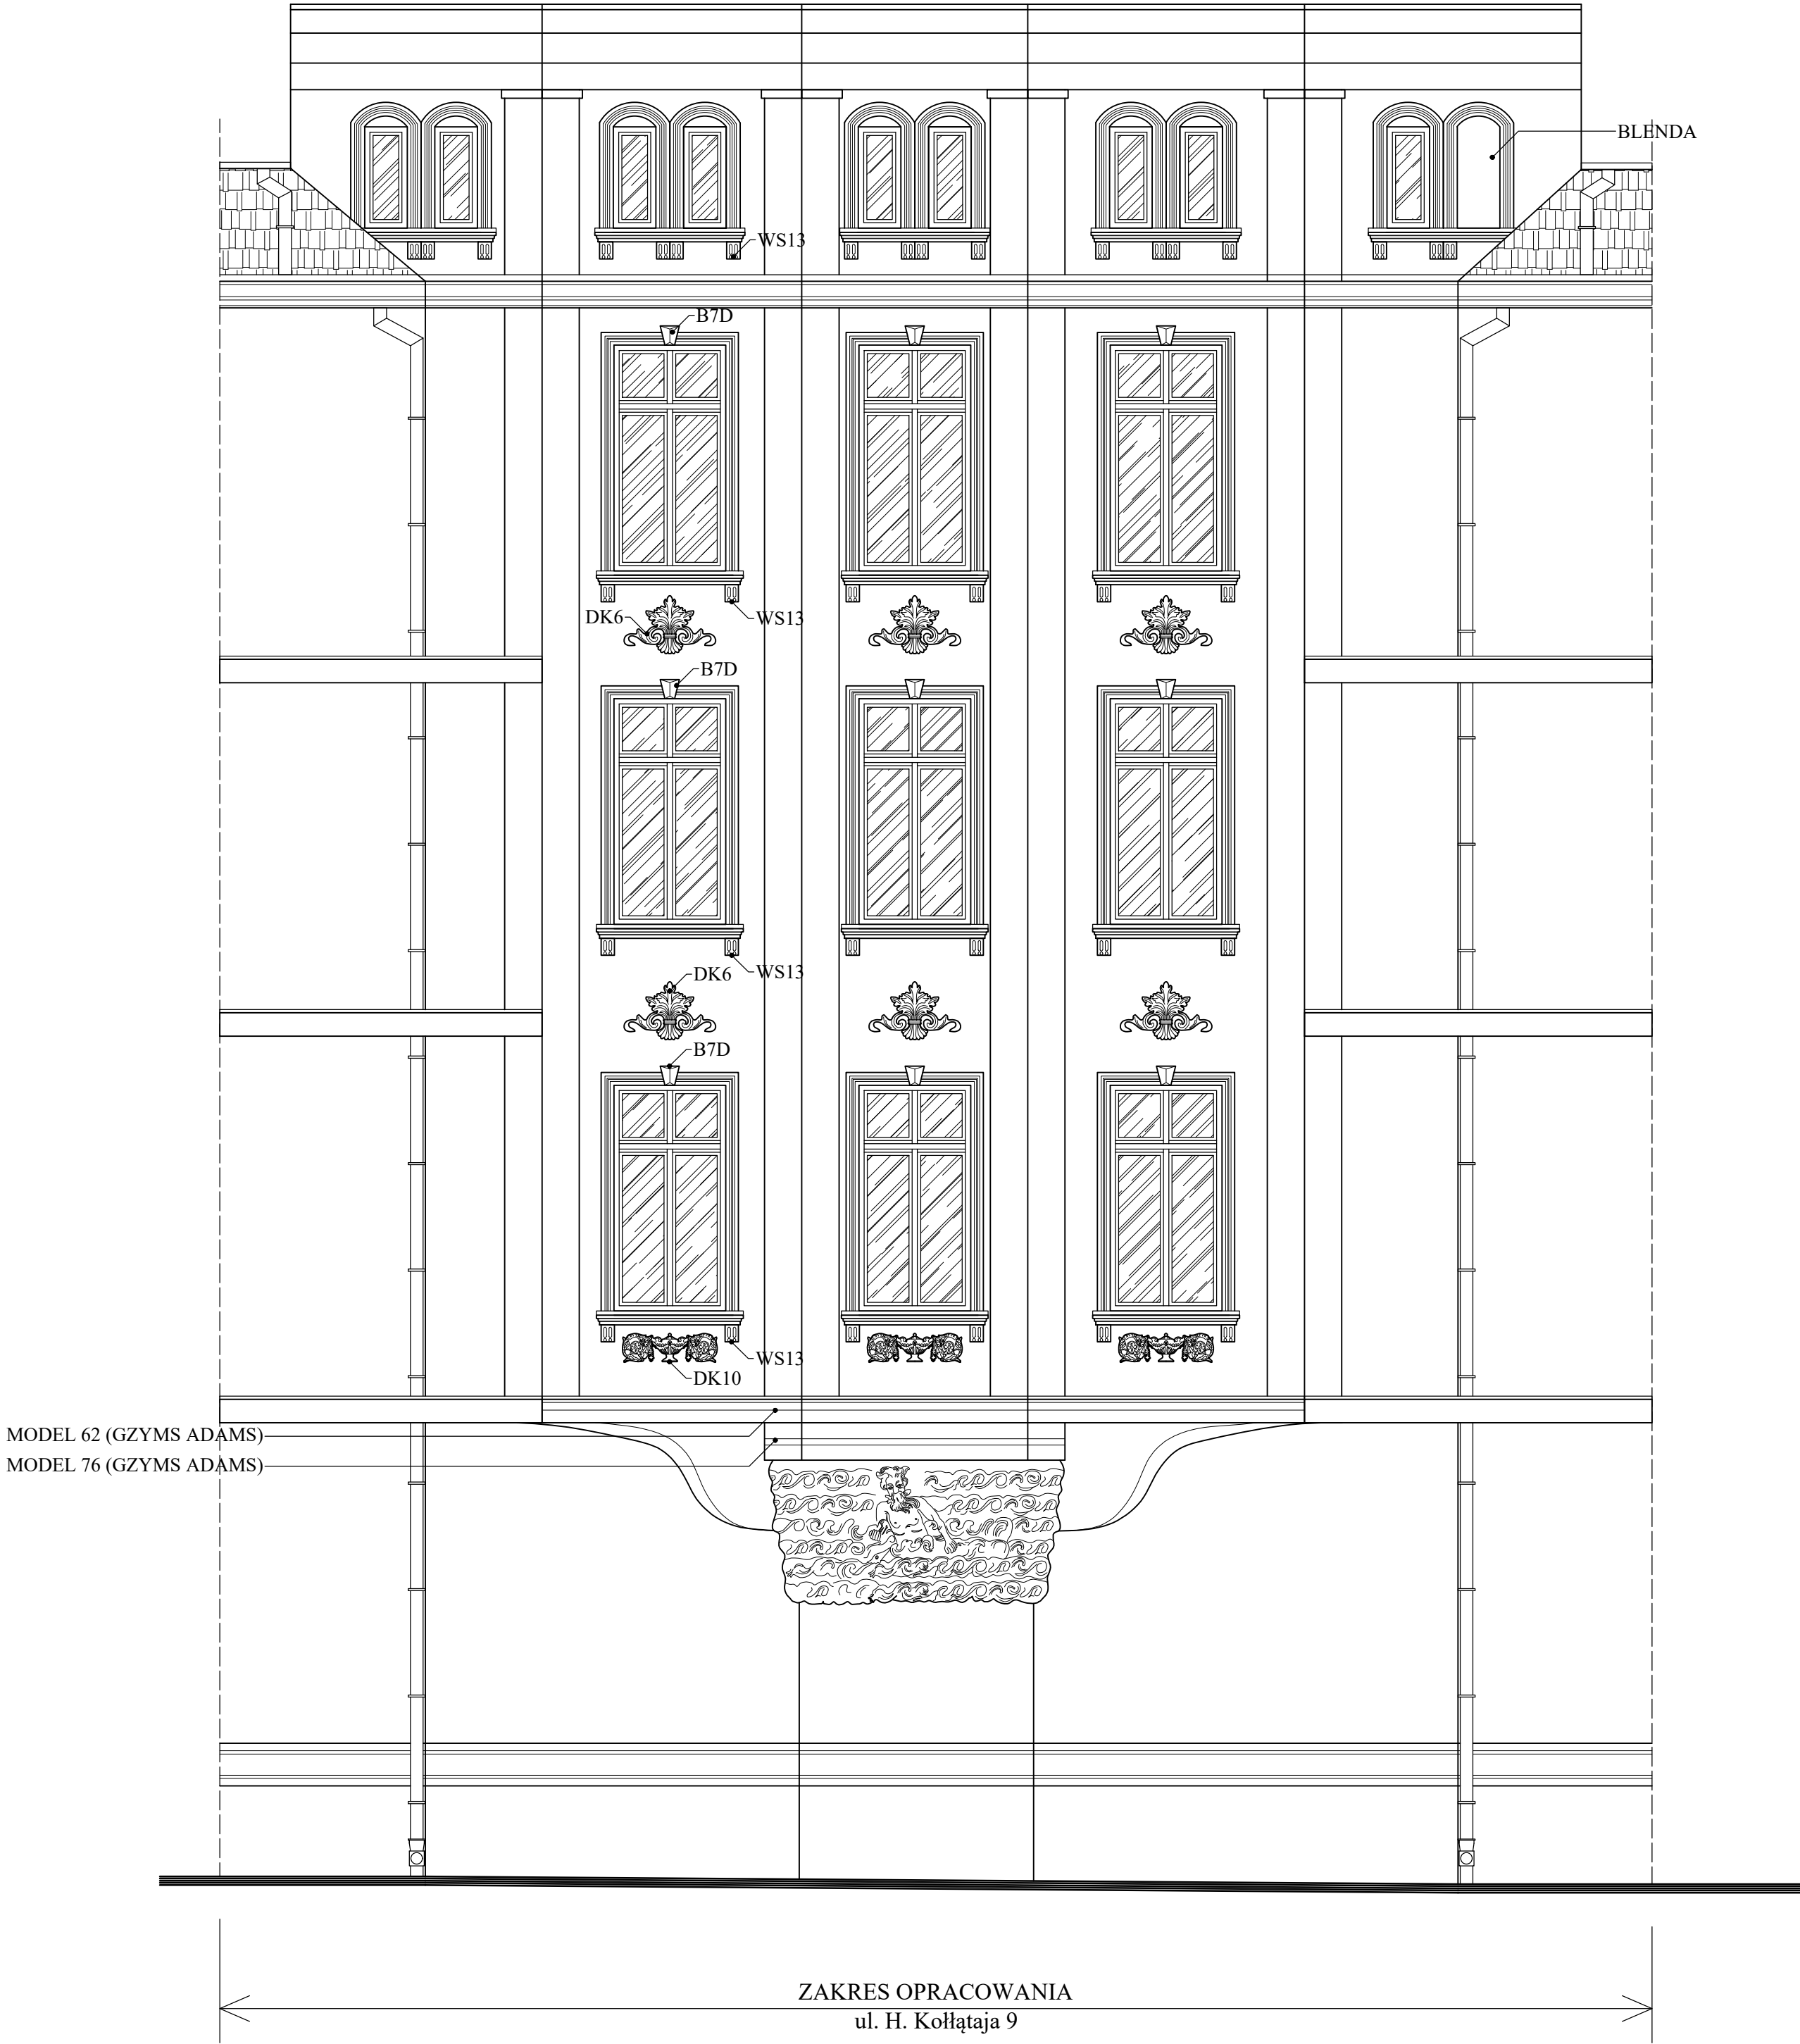 BLENDA
WS13
B7D
DK6
WS13
B7D
WS13
DK6
B7D
WS13
DK10
MODEL 62 (GZYMS ADAMS)
MODEL 76 (GZYMS ADAMS)
ZAKRES OPRACOWANIA
ul. H. Kołłątaja 9